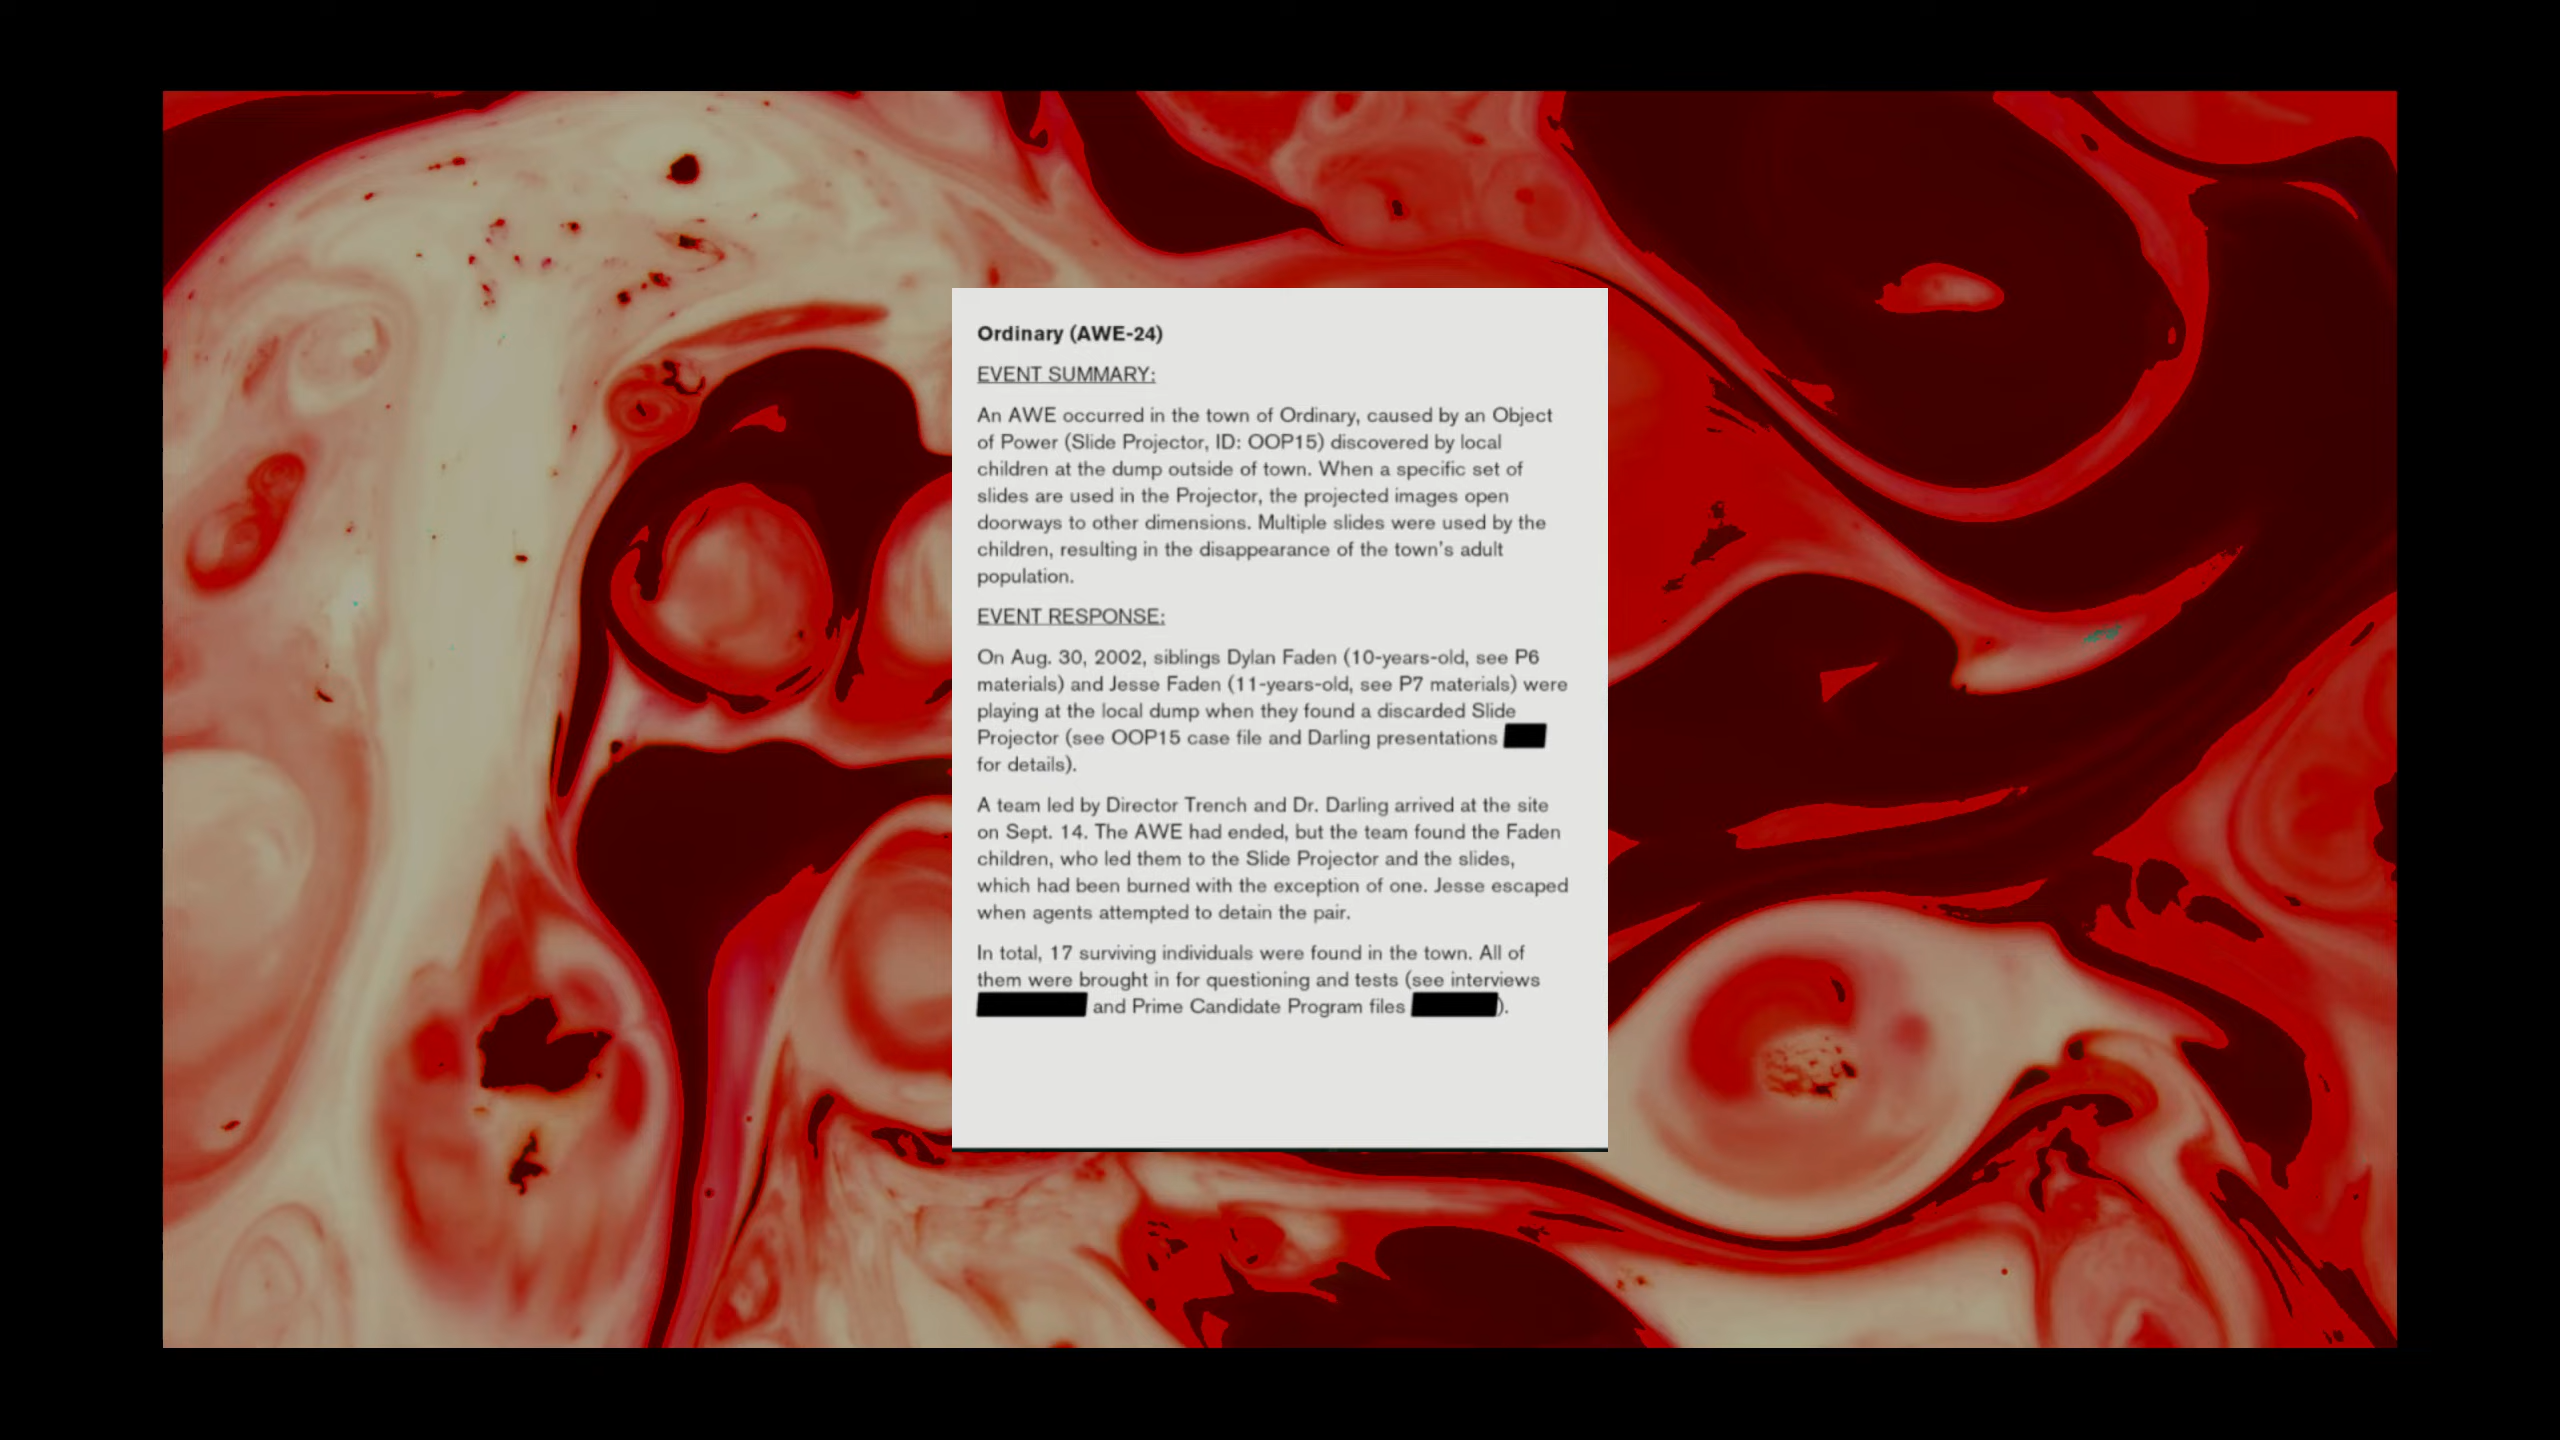 Ordinary (AWE-24)
EVENT SUMMARY:
An AWE occurred in the town of Ordinary, caused by an Object
of Power (Slide Projector, ID: OOP15) discovered by local
children at the dump outside of town. When a specific set of
slides are used in the Projector, the projected images open
doorways to other dimensions. Multiple slides were used by the
children, resulting in the disappearance of the town's adult
population.
EVENT RESPONSE:
On Aug. 30, 2002, siblings Dylan Faden (10-years-old, see P6
materials) and Jesse Faden (11-years-old, see P7 materials) were
playing at the local dump when they found a discarded Slide
Projector (see OOP15 case file and Darling presentations
for details).
A team led by Director Trench and Dr. Darling arrived at the site
on Sept. 14. The AWE had ended, but the team found the Faden
children, who led them to the Slide Projector and the slides,
which had been burned with the exception of one. Jesse escaped
when agents attempted to detain the pair.
In total, 17 surviving individuals were found in the town. All of
them were brought in for questioning and tests (see interviews
and Prime Candidate Program files ).